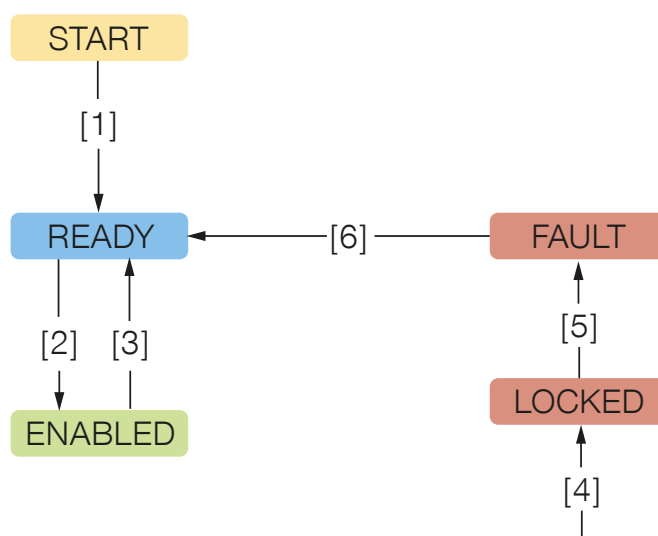 START
[1]
READY
[6]
FAULT
[2]
[3]
[5]
ENABLED
LOCKED
[4]